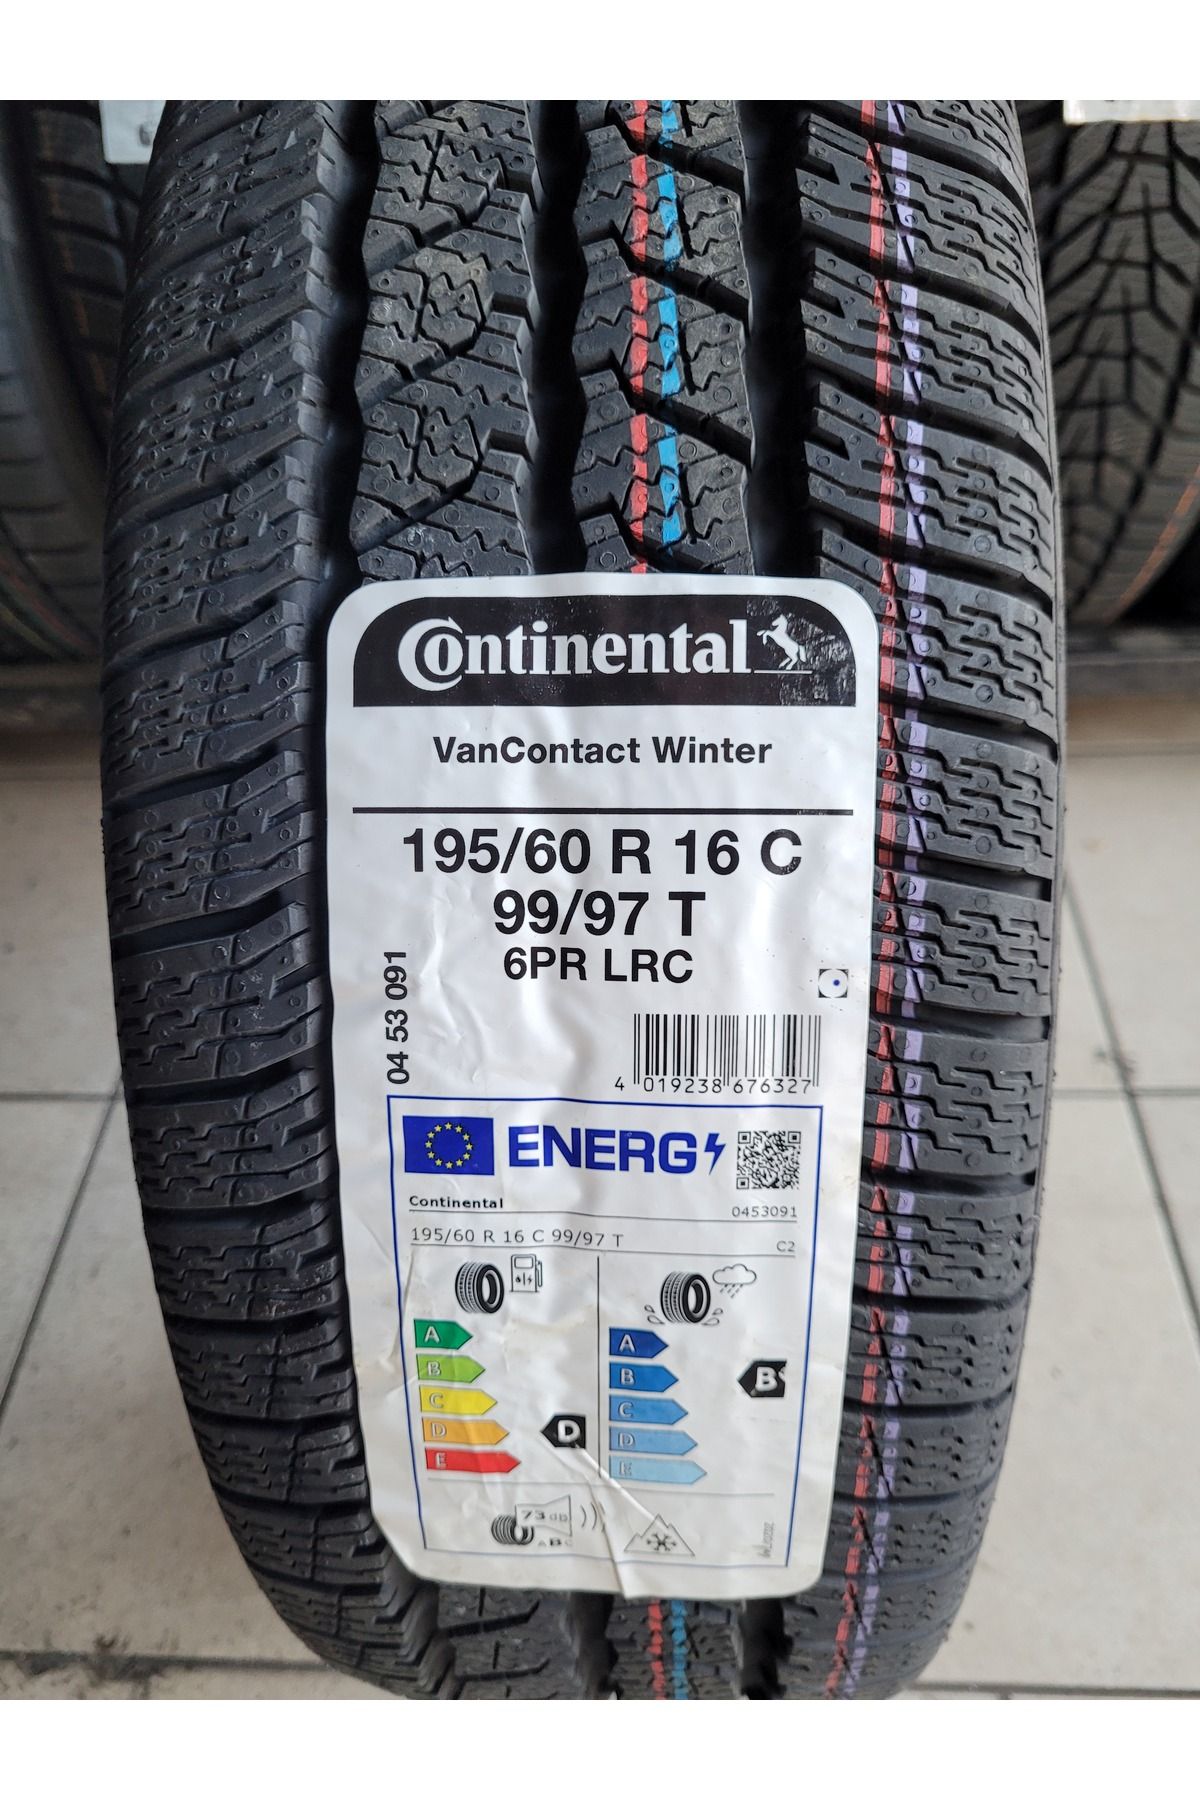 Continental
VanContact Winter
195/60 R 16 C
99/97 T
6PR LRC
04 53 091
4 019238 676327
ENERG
Continental 0453091
195/60 R 16 C 99/97 T C2
A A
B B B
C C
D D D
E E
73 dB
ABC